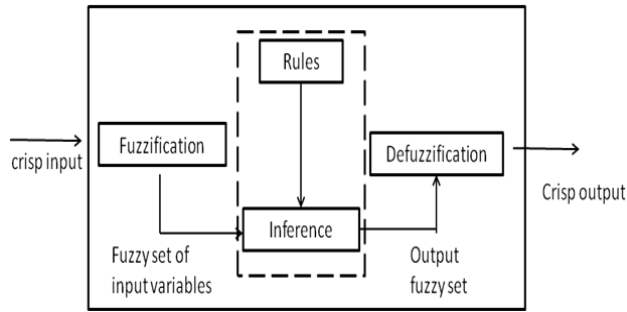 Rules
Fuzzification
crisp input
Defuzzification
Crisp output
Inference
Fuzzy set of
input variables
Output
fuzzy set